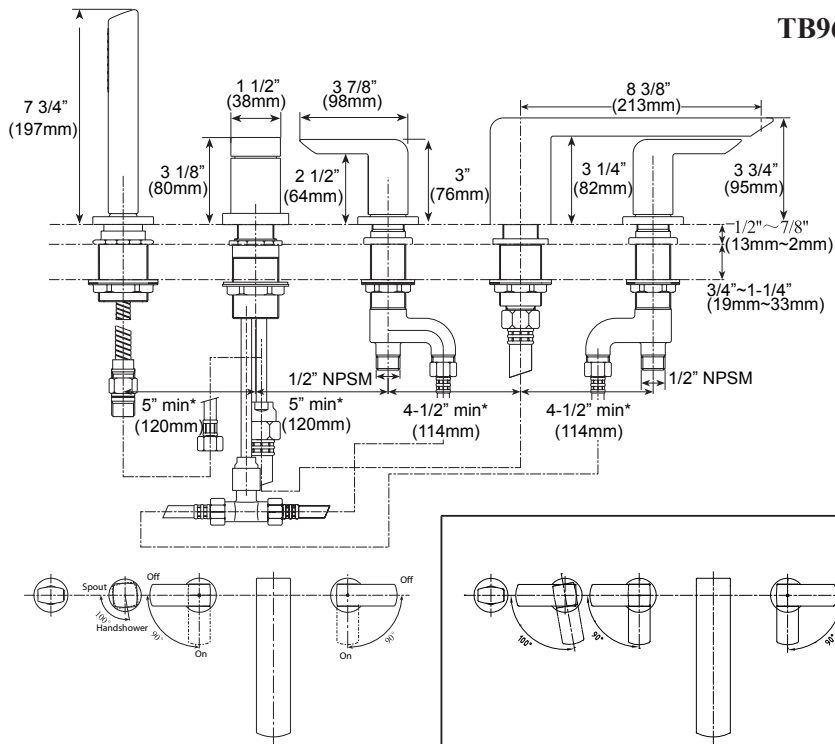 TB96
1 1/2”
(38mm)
3 7/8”
(98mm)
8 3/8”
(213mm)
7 3/4”
(197mm)
3 1/8”
(80mm)
2 1/2”
(64mm)
3”
(76mm)
3 1/4”
(82mm)
3 3/4”
(95mm)
1/2"~7/8"
(13mm~2mm)
3/4”~1-1/4”
(19mm~33mm)
1/2” NPSM
1/2” NPSM
5” min*
(120mm)
5” min*
(120mm)
4-1/2” min*
(114mm)
4-1/2” min*
(114mm)
Spout
100°
Handshower
Off
90°
On
Off
On
90°
100°
90°
90°